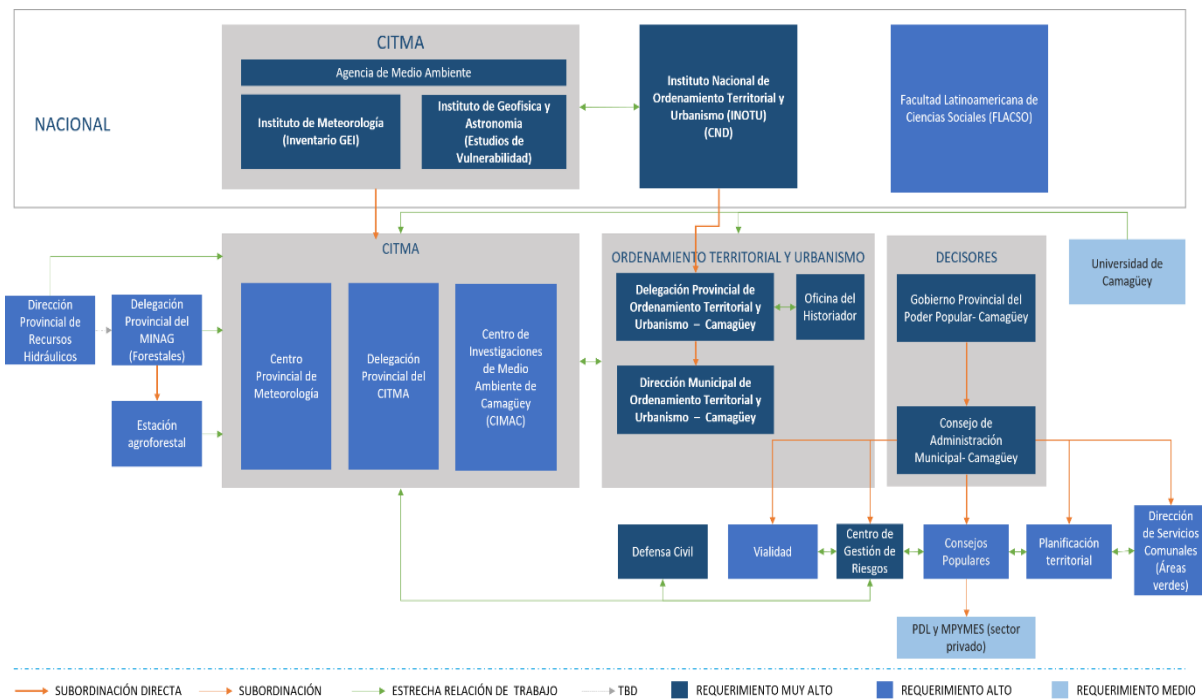 NACIONAL
CITMA
Agencia de Medio Ambiente
Instituto de Meteorología
(Inventario GEI)
Instituto de Geofisica y
Astronomia
(Estudios de
Vulnerabilidad)
Instituto Nacional de
Ordenamiento Territorial y
Urbanismo (INOTU)
(CND)
Facultad Latinoamericana de
Ciencias Sociales (FLACSO)
Dirección
Provincial de
Recursos
Hidráulicos
Delegación
Provincial del
MINAG
(Forestales)
Estación
agroforestal
CITMA
Centro
Provincial de
Meteorología
Delegación
Provincial del
CITMA
Centro de
Investigaciones
de Medio
Ambiente de
Camagüey
(CIMAC)
ORDENAMIENTO TERRITORIAL Y URBANISMO
Delegación Provincial de
Ordenamiento Territorial y
Urbanismo – Camagüey
Oficina del
Historiador
Dirección Municipal de
Ordenamiento Territorial y
Urbanismo – Camagüey
DECISORES
Gobierno Provincial del
Poder Popular- Camagüey
Consejo de
Administración
Municipal- Camagüey
Universidad de
Camagüey
Defensa Civil
Vialidad
Centro de
Gestión de
Riesgos
Consejos
Populares
Planificación
territorial
Dirección
de Servicios
Comunales
(Áreas
verdes)
PDL y MPYMES (sector
privado)
SUBORDINACIÓN DIRECTA
SUBORDINACIÓN
ESTRECHA RELACIÓN DE TRABAJO
TBD
REQUERIMIENTO MUY ALTO
REQUERIMIENTO ALTO
REQUERIMIENTO MEDIO